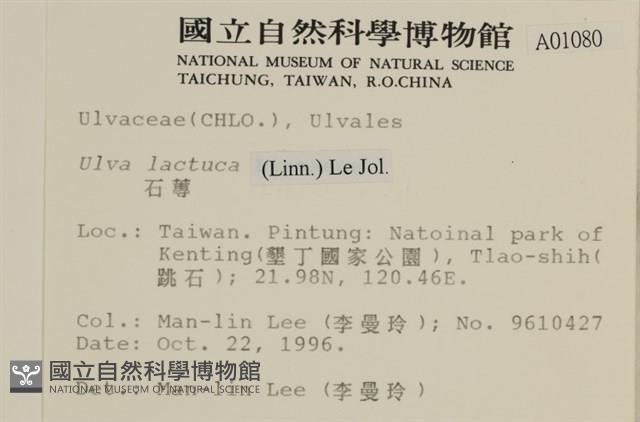 國立自然科學博物館
A01080
NATIONAL MUSEUM OF NATURAL SCIENCE
TAICHUNG, TAIWAN, R.O.CHINA
Ulvaceae(CHLO.), Ulvales
Ulva lactuca (Linn.) Le Jol.
石蓴
Loc.: Taiwan. Pintung: Natoinal park of
Kenting(墾丁國家公園), Tlao-shih(
跳石); 21.98N, 120.46E.
Col.: Man-lin Lee (李曼玲); No. 9610427
Date: Oct. 22, 1996.
國立自然科學博物館
NATIONAL MUSEUM OF NATURAL SCIENCE
Det.: Man-lin Lee (李曼玲)